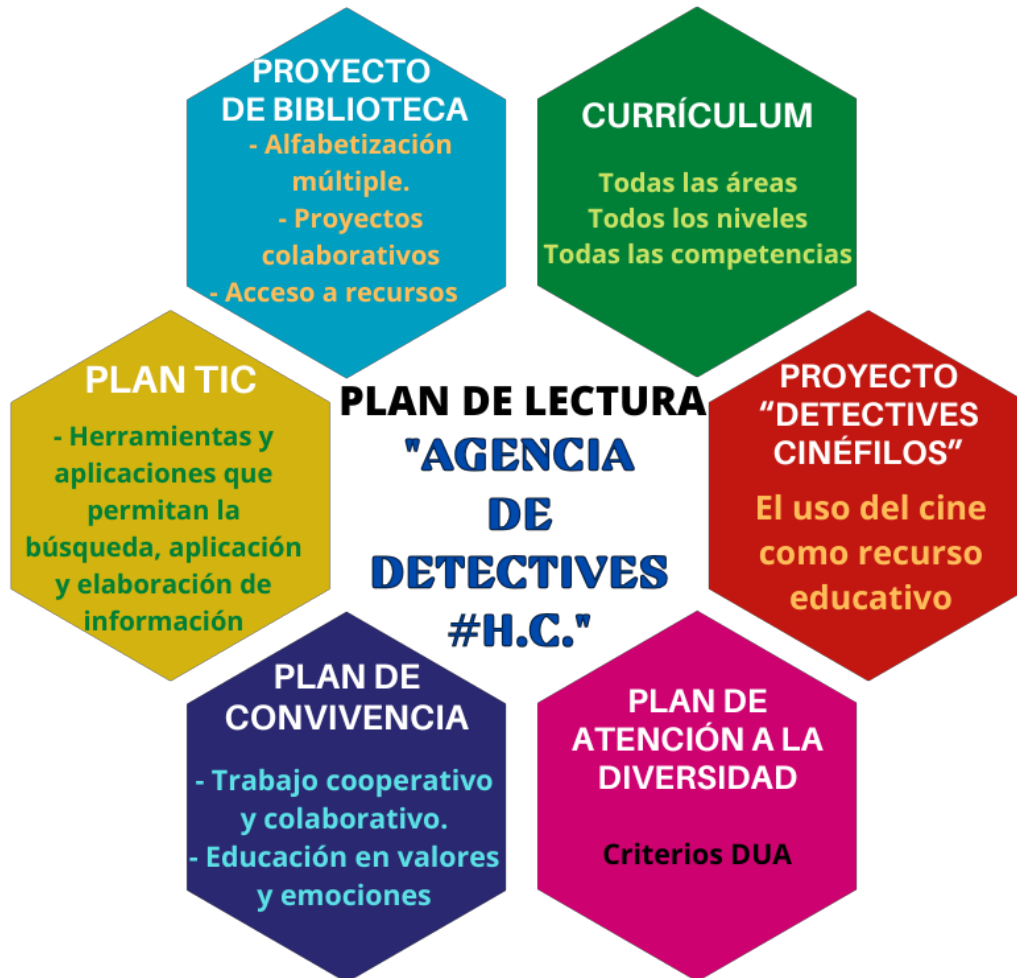 PROYECTO
DE BIBLIOTECA
- Alfabetización
múltiple.
- Proyectos
colaborativos
- Acceso a recursos
CURRÍCULUM
Todas las áreas
Todos los niveles
Todas las competencias
PLAN TIC
- Herramientas y
aplicaciones que
permitan la
búsqueda, aplicación
y elaboración de
información
PLAN DE LECTURA
"AGENCIA
DE
DETECTIVES
#H.C."
PROYECTO
“DETECTIVES
CINÉFILOS”
El uso del cine
como recurso
educativo
PLAN DE
CONVIVENCIA
- Trabajo cooperativo
y colaborativo.
- Educación en valores
y emociones
PLAN DE
ATENCIÓN A LA
DIVERSIDAD
Criterios DUA